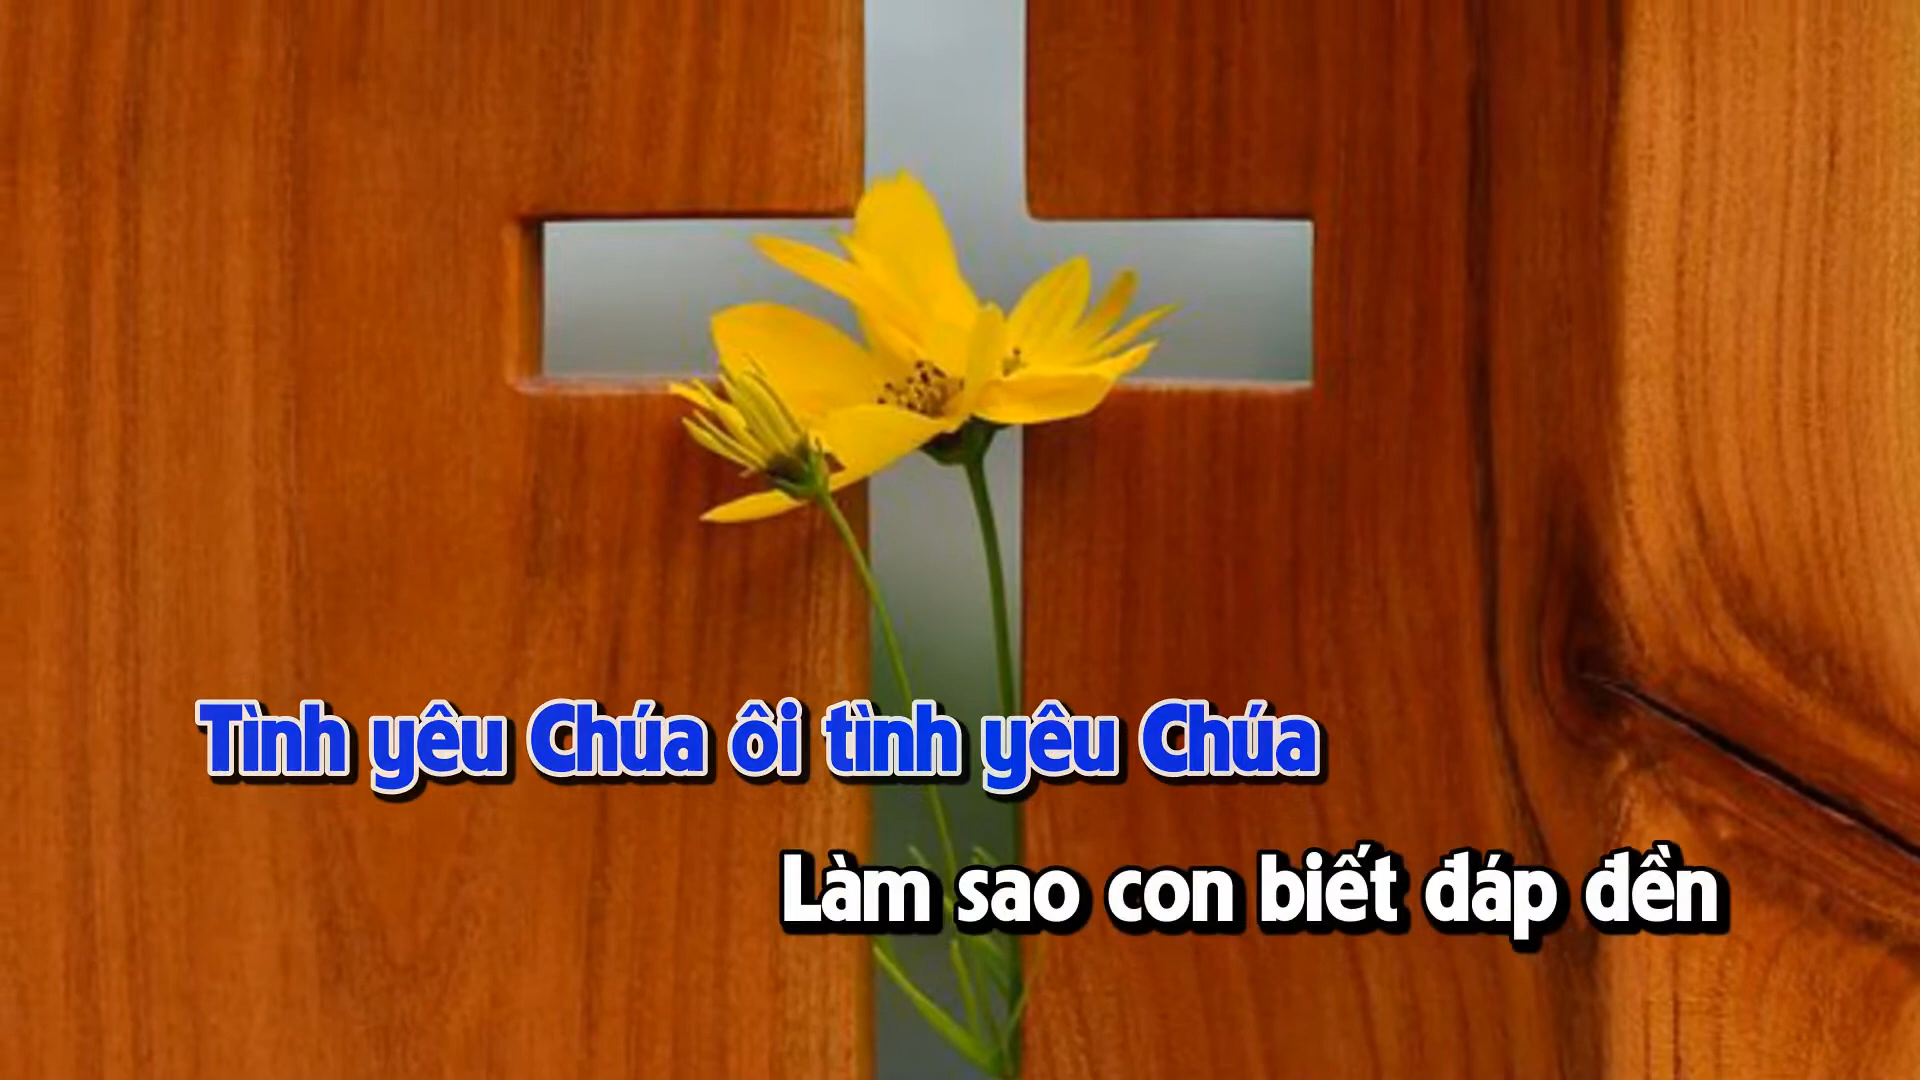 Tình yêu Chúa ôi tình yêu Chúa
Làm sao con biết đáp đền